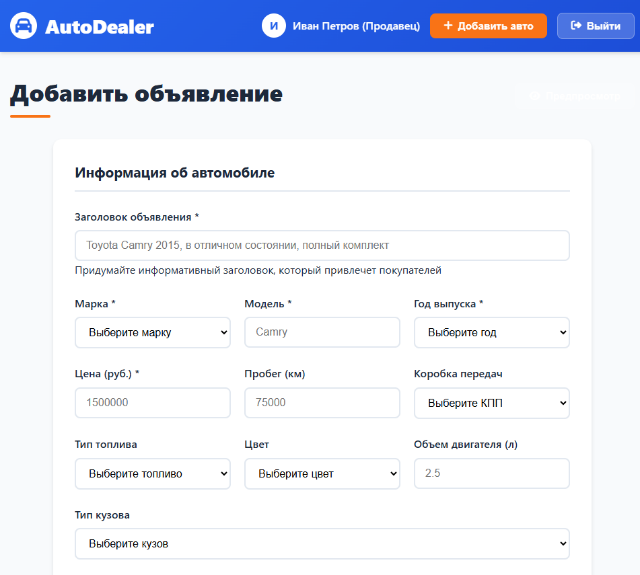 AutoDealer
И Иван Петров (Продавец) + Добавить авто Выйти
Добавить объявление
Информация об автомобиле
Заголовок объявления *
Toyota Camry 2015, в отличном состоянии, полный комплект
Придумайте информативный заголовок, который привлечет покупателей
Марка * Модель * Год выпуска *
Выберите марку Camry Выберите год
Цена (руб.) * Пробег (км) Коробка передач
1500000 75000 Выберите КПП
Тип топлива Цвет Объем двигателя (л)
Выберите топливо Выберите цвет 2.5
Тип кузова
Выберите кузов